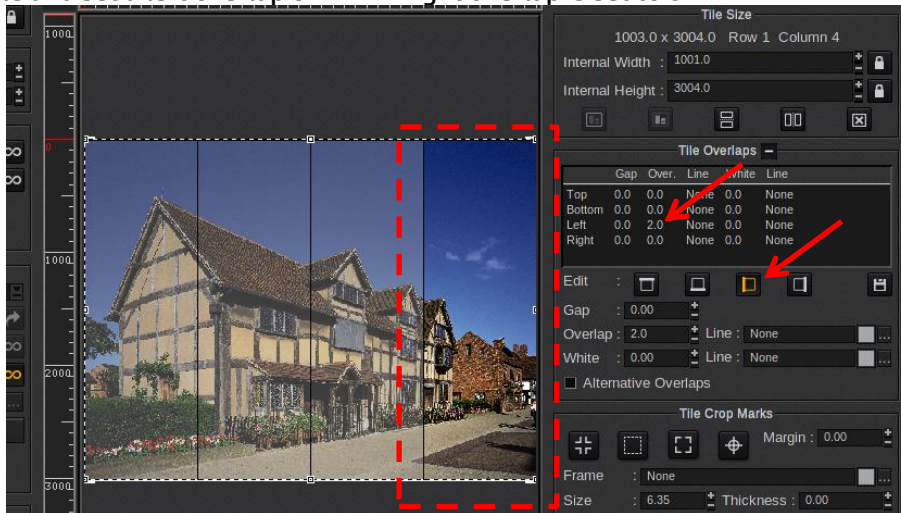 Tile Size
1000
1003.0 x 3004.0 Row 1 Column 4
Internal Width : 1001.0
Internal Height : 3004.0
0
Tile Overlaps
Gap Over. Line White Line
Top 0.0 0.0 None 0.0 None
Bottom 0.0 0.0 None 0.0 None
Left 0.0 2.0 None 0.0 None
Right 0.0 0.0 None 0.0 None
1000
Edit :
Gap : 0.00
Overlap : 2.0 Line : None ...
2000
White : 0.00 Line : None ...
Alternative Overlaps
Tile Crop Marks
Margin : 0.00
Frame : None ...
3000
Size : 6.35 Thickness : 0.00